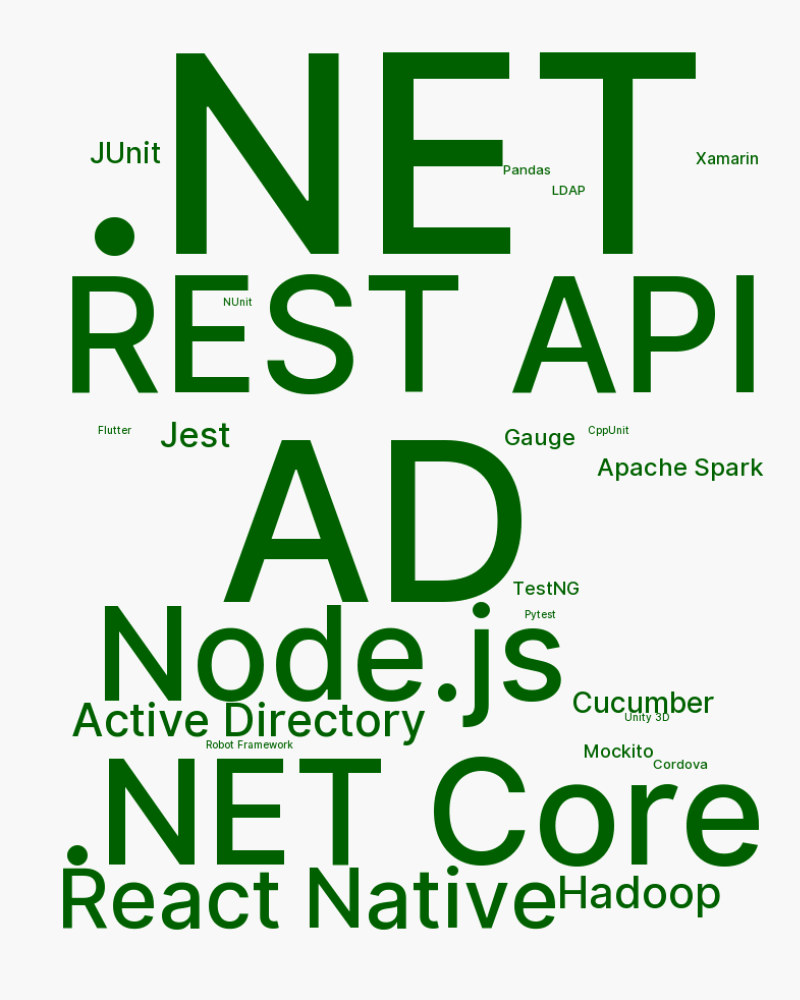 .NET
JUnit
Xamarin
Pandas
LDAP
REST API
NUnit
Flutter
Jest
Gauge
CppUnit
Apache Spark
AD
TestNG
Pytest
Node.js
Cucumber
Unity 3D
Active Directory
Robot Framework
Mockito
Cordova
.NET Core
React Native
Hadoop